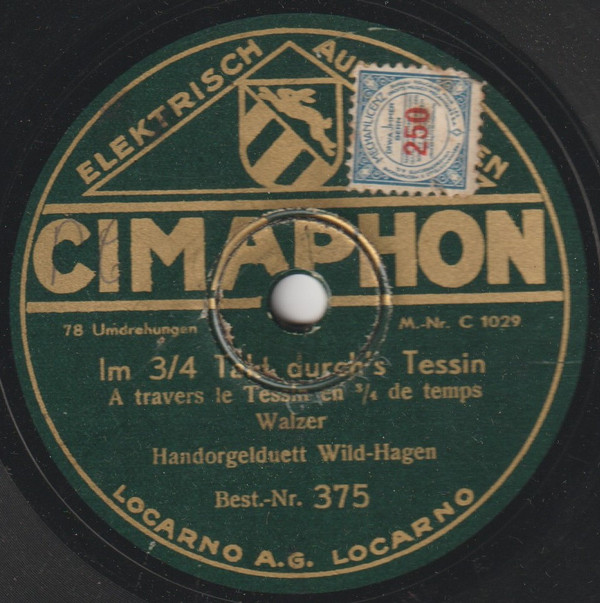 ELEKTRISCH
CIMAPHON
78 Umdrehungen
M.-Nr. C 1029
Im 3/4 Takt durch's Tessin
A travers le Tessin en ¾ de temps
Walzer
Handorgelduett Wild-Hagen
Best.-Nr. 375
LOCARNO A.G. LOCARNO
MECHANLICENZ
250